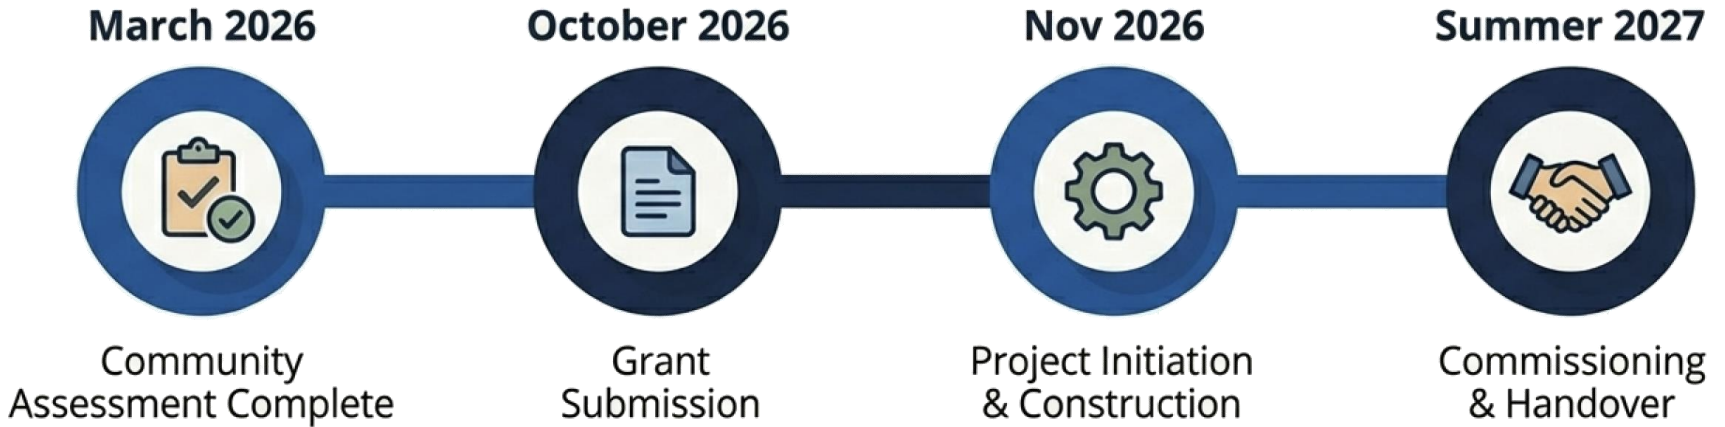 March 2026
October 2026
Nov 2026
Summer 2027
Community
Assessment Complete
Grant
Submission
Project Initiation
& Construction
Commissioning
& Handover